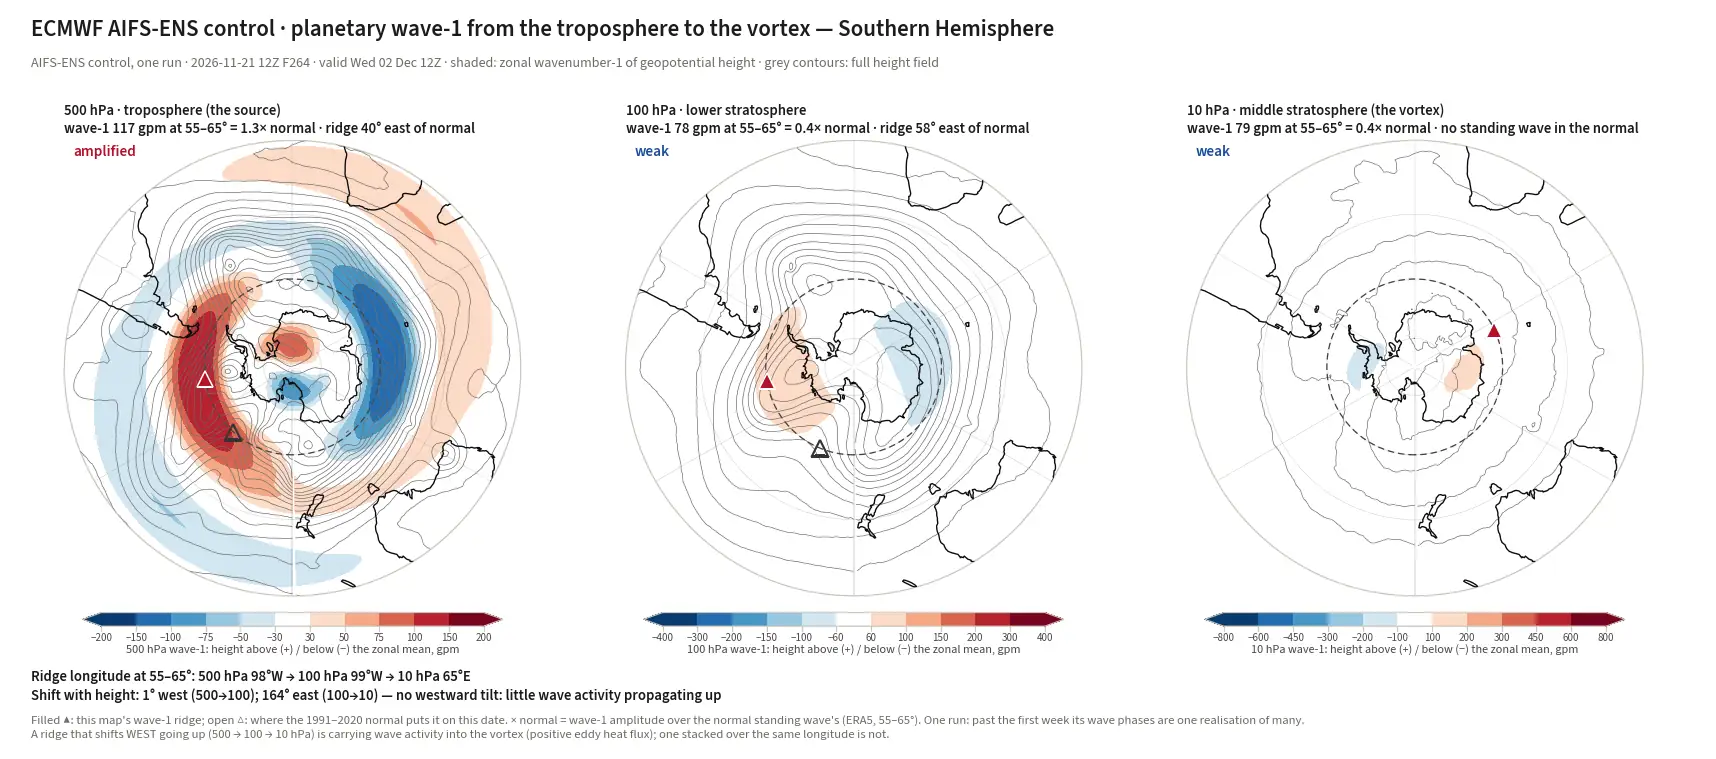 ECMWF AIFS-ENS control · planetary wave-1 from the troposphere to the vortex — Southern Hemisphere
AIFS-ENS control, one run · 2026-11-21 12Z F264 · valid Wed 02 Dec 12Z · shaded: zonal wavenumber-1 of geopotential height · grey contours: full height field
500 hPa · troposphere (the source)
wave-1 117 gpm at 55–65° = 1.3× normal · ridge 40° east of normal
amplified
100 hPa · lower stratosphere
wave-1 78 gpm at 55–65° = 0.4× normal · ridge 58° east of normal
weak
10 hPa · middle stratosphere (the vortex)
wave-1 79 gpm at 55–65° = 0.4× normal · no standing wave in the normal
weak
−200 −150 −100 −75 −50 −30 30 50 75 100 150 200
500 hPa wave-1: height above (+) / below (−) the zonal mean, gpm
−400 −300 −200 −150 −100 −60 60 100 150 200 300 400
100 hPa wave-1: height above (+) / below (−) the zonal mean, gpm
−800 −600 −450 −300 −200 −100 100 200 300 450 600 800
10 hPa wave-1: height above (+) / below (−) the zonal mean, gpm
Ridge longitude at 55–65°: 500 hPa 98°W → 100 hPa 99°W → 10 hPa 65°E
Shift with height: 1° west (500→100); 164° east (100→10) — no westward tilt: little wave activity propagating up
Filled ▲: this map's wave-1 ridge; open △: where the 1991–2020 normal puts it on this date. × normal = wave-1 amplitude over the normal standing wave's (ERA5, 55–65°). One run: past the first week its wave phases are one realisation of many.
A ridge that shifts WEST going up (500 → 100 → 10 hPa) is carrying wave activity into the vortex (positive eddy heat flux); one stacked over the same longitude is not.